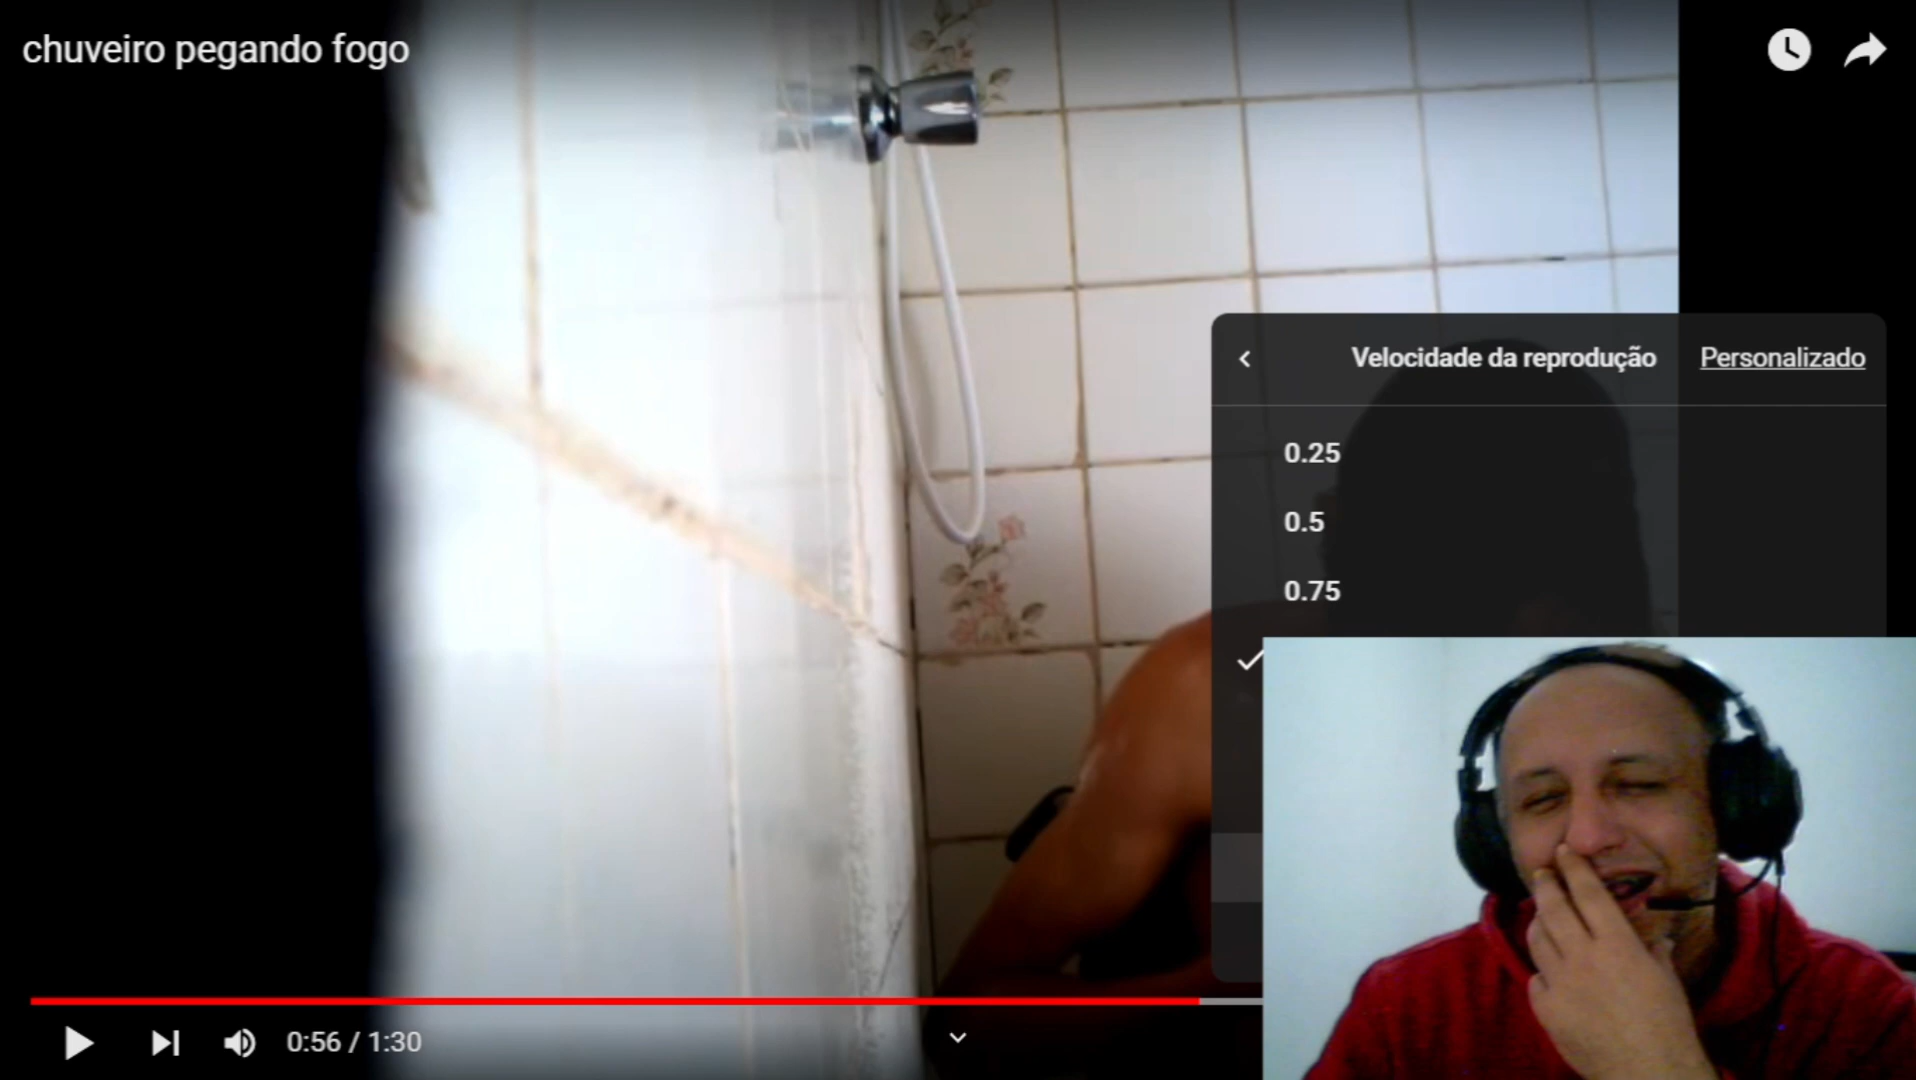 chuveiro pegando fogo
Velocidade da reprodução Personalizado
0.25
0.5
0.75
0:56 / 1:30